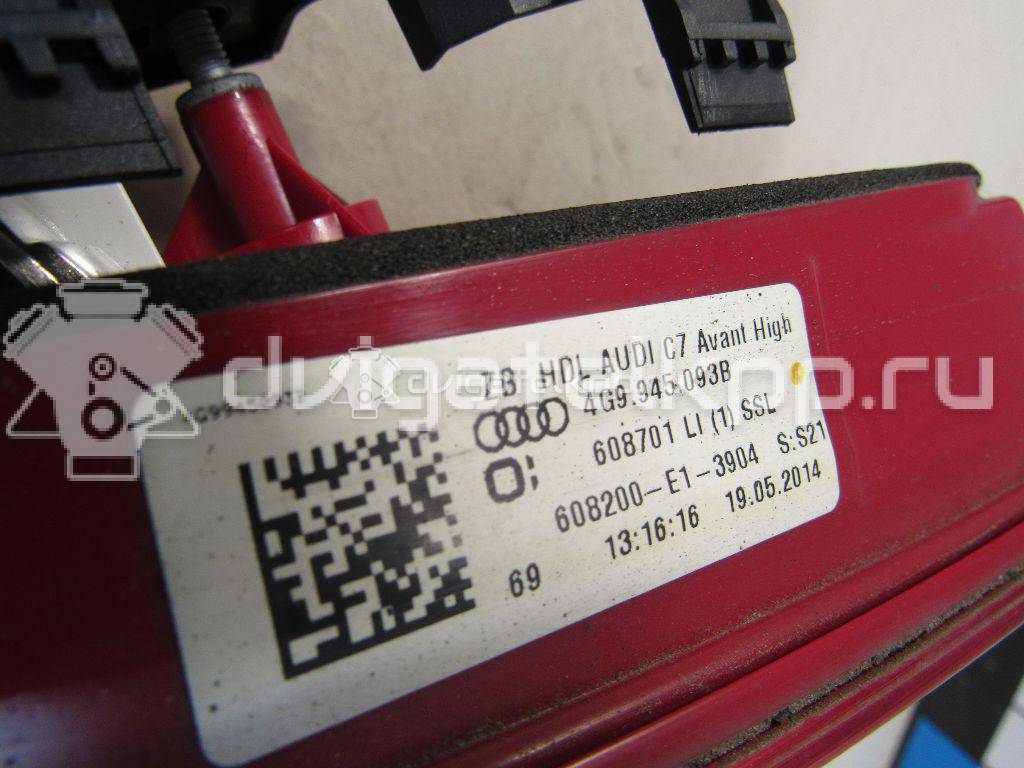 ZB HDL AUDI C7 Avant High
4G9.945.093B
608701 LI (1) SSL
608200-E1-3904 S:S21
13:16:16 19.05.2014
69
dvigatelekpp.ru